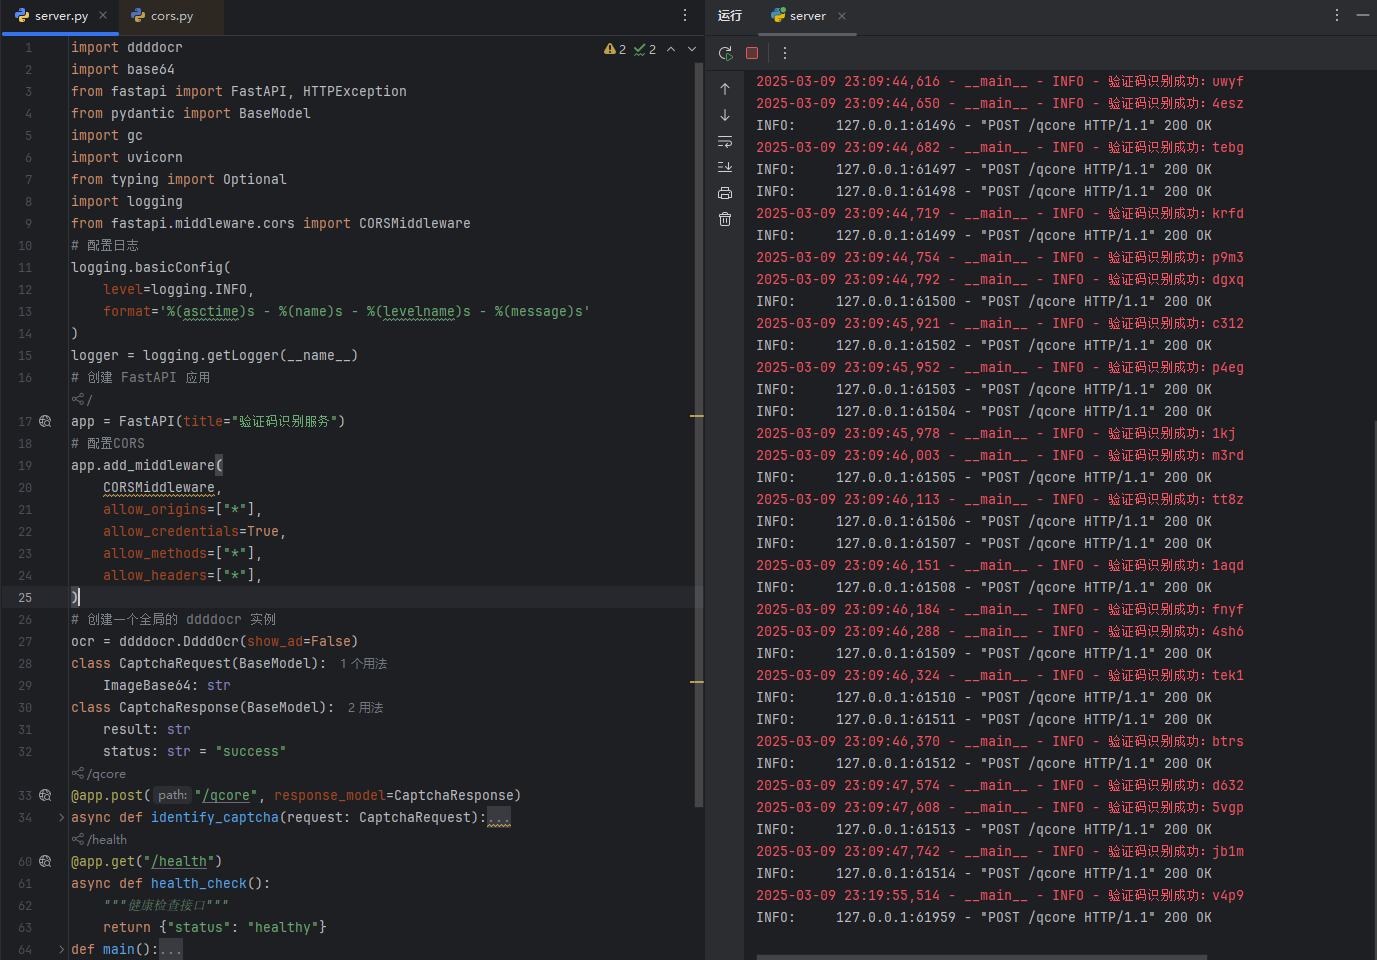 server.py
cors.py
运行
server
2
2
1 import ddddocr
2 import base64
3 from fastapi import FastAPI, HTTPException
4 from pydantic import BaseModel
5 import gc
6 import uvicorn
7 from typing import Optional
8 import logging
9 from fastapi.middleware.cors import CORSMiddleware
10 # 配置日志
11 logging.basicConfig(
12 level=logging.INFO,
13 format='%(asctime)s - %(name)s - %(levelname)s - %(message)s'
14 )
15 logger = logging.getLogger(__name__)
16 # 创建 FastAPI 应用
/
17 app = FastAPI(title="验证码识别服务")
18 # 配置CORS
19 app.add_middleware(
20 CORSMiddleware,
21 allow_origins=["*"],
22 allow_credentials=True,
23 allow_methods=["*"],
24 allow_headers=["*"],
25 )
26 # 创建一个全局的 ddddocr 实例
27 ocr = ddddocr.DdddOcr(show_ad=False)
28 class CaptchaRequest(BaseModel): 1 个用法
29 ImageBase64: str
30 class CaptchaResponse(BaseModel): 2 用法
31 result: str
32 status: str = "success"
/qcore
33 @app.post( path: "/qcore", response_model=CaptchaResponse)
34 async def identify_captcha(request: CaptchaRequest):...
/health
60 @app.get("/health")
61 async def health_check():
62 """健康检查接口"""
63 return {"status": "healthy"}
64 def main():...
2025-03-09 23:09:44,616 - __main__ - INFO - 验证码识别成功: uwyf
2025-03-09 23:09:44,650 - __main__ - INFO - 验证码识别成功: 4esz
INFO: 127.0.0.1:61496 - "POST /qcore HTTP/1.1" 200 OK
2025-03-09 23:09:44,682 - __main__ - INFO - 验证码识别成功: tebg
INFO: 127.0.0.1:61497 - "POST /qcore HTTP/1.1" 200 OK
INFO: 127.0.0.1:61498 - "POST /qcore HTTP/1.1" 200 OK
2025-03-09 23:09:44,719 - __main__ - INFO - 验证码识别成功: krfd
INFO: 127.0.0.1:61499 - "POST /qcore HTTP/1.1" 200 OK
2025-03-09 23:09:44,754 - __main__ - INFO - 验证码识别成功: p9m3
2025-03-09 23:09:44,792 - __main__ - INFO - 验证码识别成功: dgxq
INFO: 127.0.0.1:61500 - "POST /qcore HTTP/1.1" 200 OK
2025-03-09 23:09:45,921 - __main__ - INFO - 验证码识别成功: c312
INFO: 127.0.0.1:61502 - "POST /qcore HTTP/1.1" 200 OK
2025-03-09 23:09:45,952 - __main__ - INFO - 验证码识别成功: p4eg
INFO: 127.0.0.1:61503 - "POST /qcore HTTP/1.1" 200 OK
INFO: 127.0.0.1:61504 - "POST /qcore HTTP/1.1" 200 OK
2025-03-09 23:09:45,978 - __main__ - INFO - 验证码识别成功: 1kj
2025-03-09 23:09:46,003 - __main__ - INFO - 验证码识别成功: m3rd
INFO: 127.0.0.1:61505 - "POST /qcore HTTP/1.1" 200 OK
2025-03-09 23:09:46,113 - __main__ - INFO - 验证码识别成功: tt8z
INFO: 127.0.0.1:61506 - "POST /qcore HTTP/1.1" 200 OK
INFO: 127.0.0.1:61507 - "POST /qcore HTTP/1.1" 200 OK
2025-03-09 23:09:46,151 - __main__ - INFO - 验证码识别成功: 1aqd
INFO: 127.0.0.1:61508 - "POST /qcore HTTP/1.1" 200 OK
2025-03-09 23:09:46,184 - __main__ - INFO - 验证码识别成功: fnyf
2025-03-09 23:09:46,288 - __main__ - INFO - 验证码识别成功: 4sh6
INFO: 127.0.0.1:61509 - "POST /qcore HTTP/1.1" 200 OK
2025-03-09 23:09:46,324 - __main__ - INFO - 验证码识别成功: tek1
INFO: 127.0.0.1:61510 - "POST /qcore HTTP/1.1" 200 OK
INFO: 127.0.0.1:61511 - "POST /qcore HTTP/1.1" 200 OK
2025-03-09 23:09:46,370 - __main__ - INFO - 验证码识别成功: btrs
INFO: 127.0.0.1:61512 - "POST /qcore HTTP/1.1" 200 OK
2025-03-09 23:09:47,574 - __main__ - INFO - 验证码识别成功: d632
2025-03-09 23:09:47,608 - __main__ - INFO - 验证码识别成功: 5vgp
INFO: 127.0.0.1:61513 - "POST /qcore HTTP/1.1" 200 OK
2025-03-09 23:09:47,742 - __main__ - INFO - 验证码识别成功: jb1m
INFO: 127.0.0.1:61514 - "POST /qcore HTTP/1.1" 200 OK
2025-03-09 23:19:55,514 - __main__ - INFO - 验证码识别成功: v4p9
INFO: 127.0.0.1:61959 - "POST /qcore HTTP/1.1" 200 OK